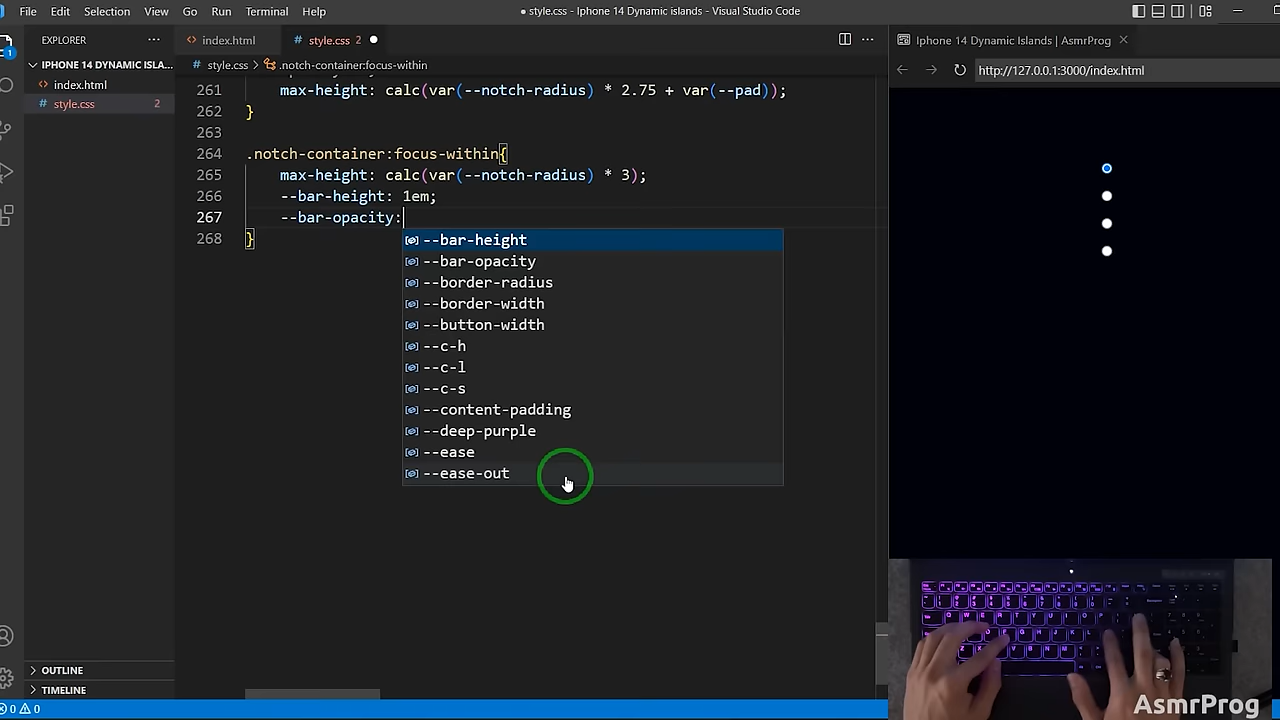 File Edit Selection View Go Run Terminal Help
● style.css - Iphone 14 Dynamic islands - Visual Studio Code
EXPLORER ···
index.html
style.css 2 ●
Iphone 14 Dynamic Islands | AsmrProg
IPHONE 14 DYNAMIC ISLA...
index.html
style.css 2
style.css > .notch-container:focus-within
http://127.0.0.1:3000/index.html
1
261 max-height: calc(var(--notch-radius) * 2.75 + var(--pad));
262 }
263
264 .notch-container:focus-within{
265 max-height: calc(var(--notch-radius) * 3);
266 --bar-height: 1em;
267 --bar-opacity:
268 }
--bar-height
--bar-opacity
--border-radius
--border-width
--button-width
--c-h
--c-l
--c-s
--content-padding
--deep-purple
--ease
--ease-out
OUTLINE
TIMELINE
0 0
AsmrProg